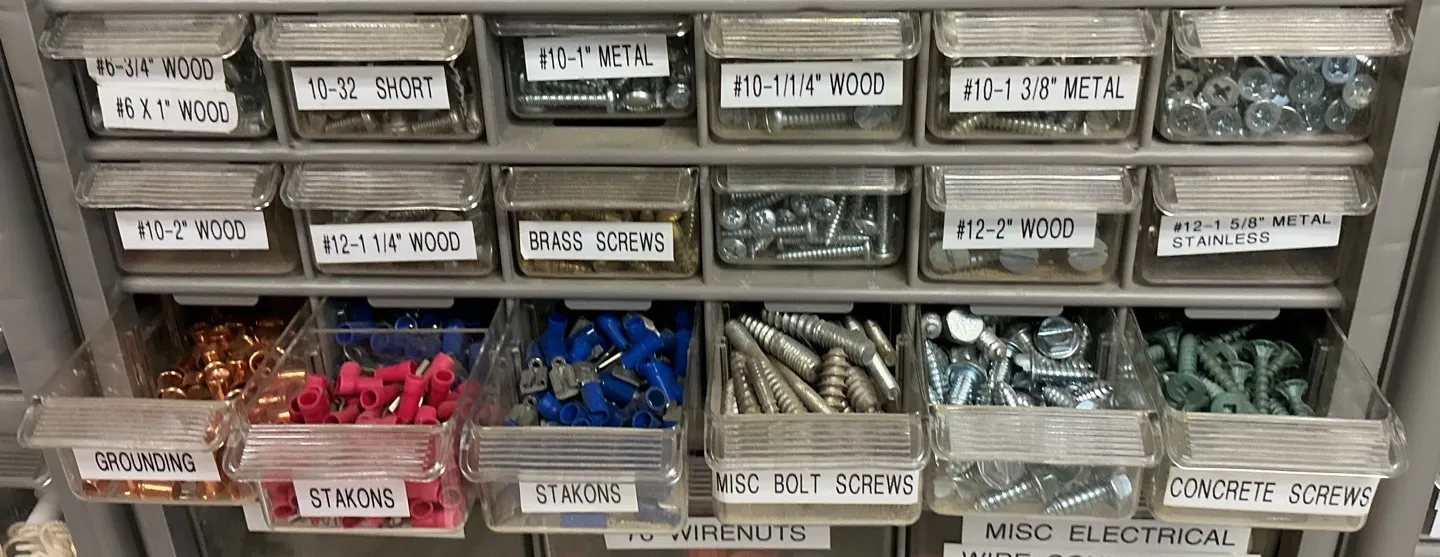 #6-3/4" WOOD
#6 X 1" WOOD
10-32 SHORT
#10-1" METAL
#10-1/1/4" WOOD
#10-1 3/8" METAL
#10-2" WOOD
#12-1 1/4" WOOD
BRASS SCREWS
#12-2" WOOD
#12-1 5/8" METAL
STAINLESS
GROUNDING
STAKONS
STAKONS
MISC BOLT SCREWS
CONCRETE SCREWS
WIRENUTS
MISC ELECTRICAL
WIRE